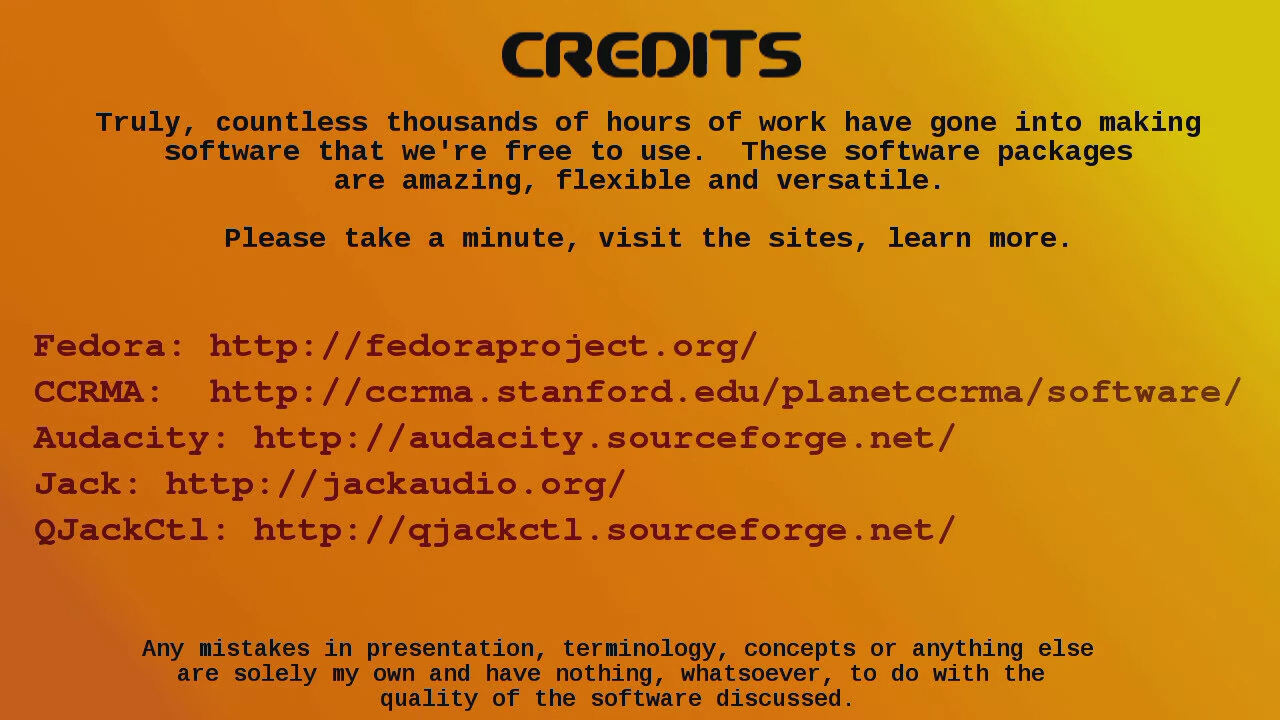 CREDITS
Truly, countless thousands of hours of work have gone into making
software that we're free to use.  These software packages
are amazing, flexible and versatile.
Please take a minute, visit the sites, learn more.
Fedora: http://fedoraproject.org/
CCRMA:  http://ccrma.stanford.edu/planetccrma/software/
Audacity: http://audacity.sourceforge.net/
Jack: http://jackaudio.org/
QJackCtl: http://qjackctl.sourceforge.net/
Any mistakes in presentation, terminology, concepts or anything else
are solely my own and have nothing, whatsoever, to do with the
quality of the software discussed.